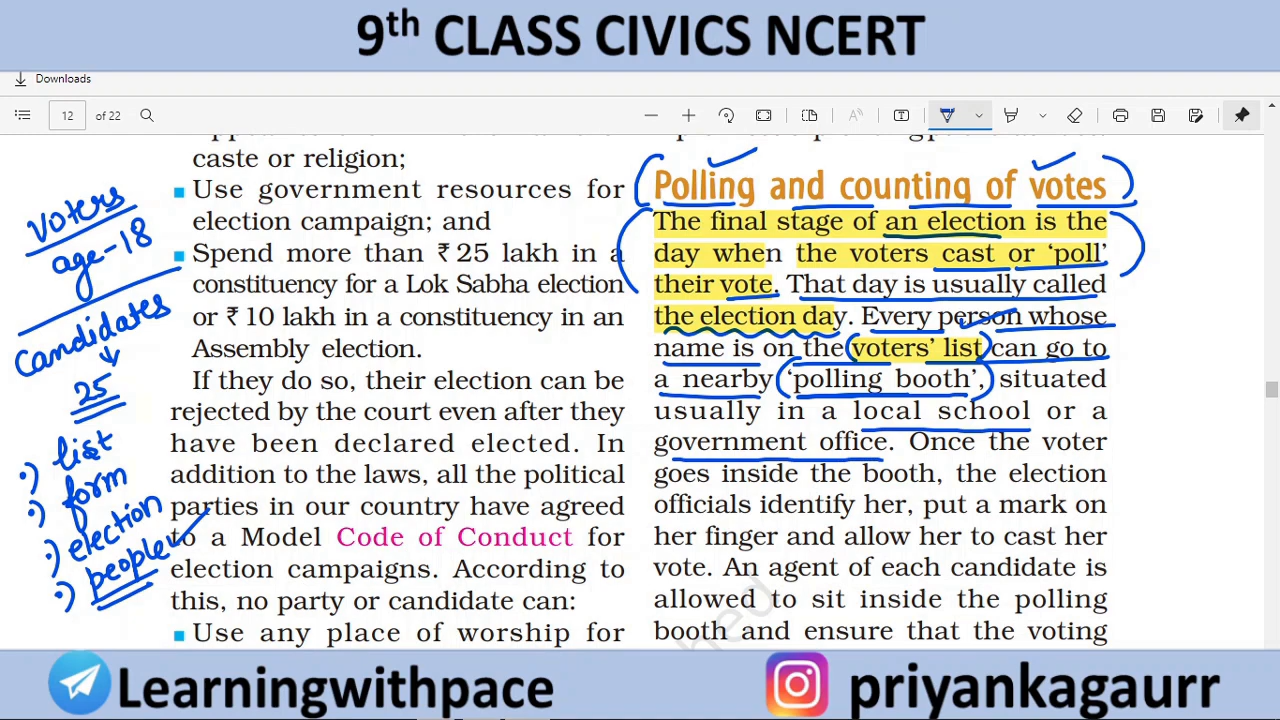 9th CLASS CIVICS NCERT
Downloads
12 of 22
caste or religion;
Use government resources for
election campaign; and
Spend more than ₹ 25 lakh in a
constituency for a Lok Sabha election
or ₹ 10 lakh in a constituency in an
Assembly election.
If they do so, their election can be
rejected by the court even after they
have been declared elected. In
addition to the laws, all the political
parties in our country have agreed
to a Model Code of Conduct for
election campaigns. According to
this, no party or candidate can:
Use any place of worship for
Polling and counting of votes
The final stage of an election is the
day when the voters cast or ‘poll’
their vote. That day is usually called
the election day. Every person whose
name is on the voters’ list can go to
a nearby ‘polling booth’, situated
usually in a local school or a
government office. Once the voter
goes inside the booth, the election
officials identify her, put a mark on
her finger and allow her to cast her
vote. An agent of each candidate is
allowed to sit inside the polling
booth and ensure that the voting
voters
age-18
candidates
25
list
form
election
people
Learningwithpace
priyankagaurr